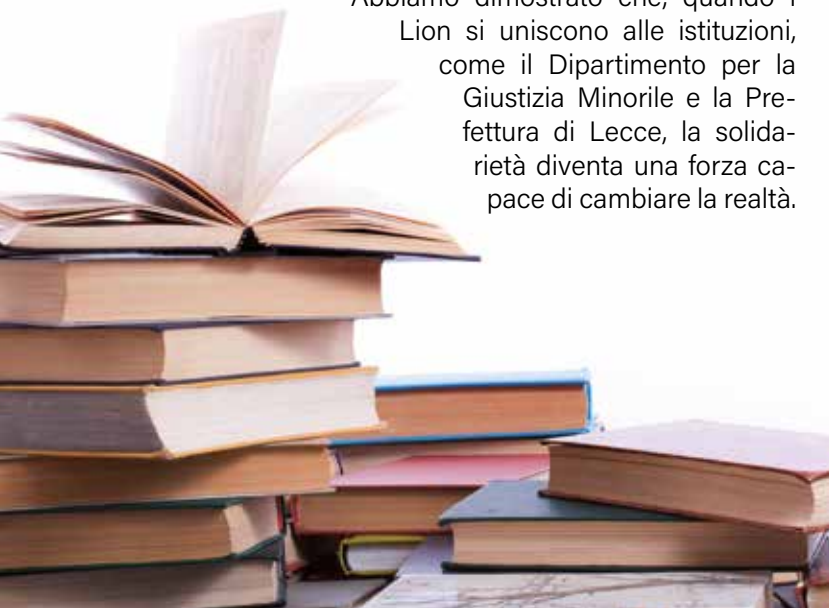 Abbiamo dimostrato che, quando i
Lion si uniscono alle istituzioni,
come il Dipartimento per la
Giustizia Minorile e la Pre-
fettura di Lecce, la solida-
rietà diventa una forza ca-
pace di cambiare la realtà.